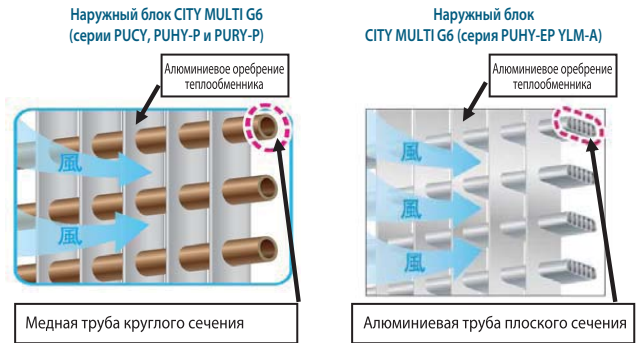 Наружный блок CITY MULTI G6
(серии PUCY, PUHY-P и PURY-P)
Алюминиевое оребрение
теплообменника
風
風
Медная труба круглого сечения
Наружный блок
CITY MULTI G6 (серия PUHY-EP YLM-A)
Алюминиевое оребрение
теплообменника
風
風
風
Алюминиевая труба плоского сечения